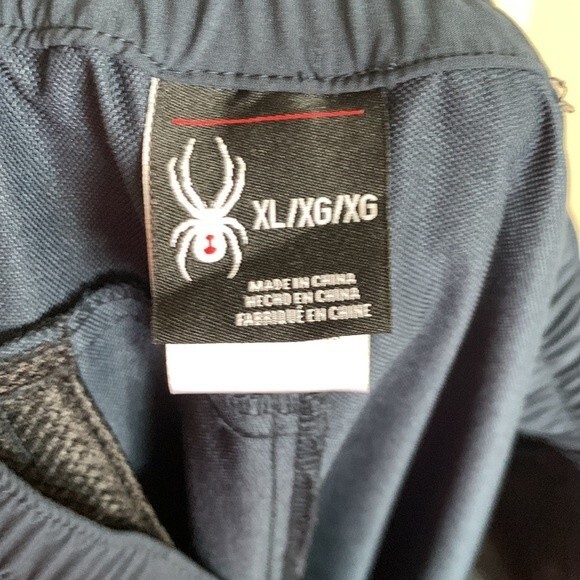 XL/XG/XG
MADE IN CHINA
HECHO EN CHINA
FABRIQUÉ EN CHINE